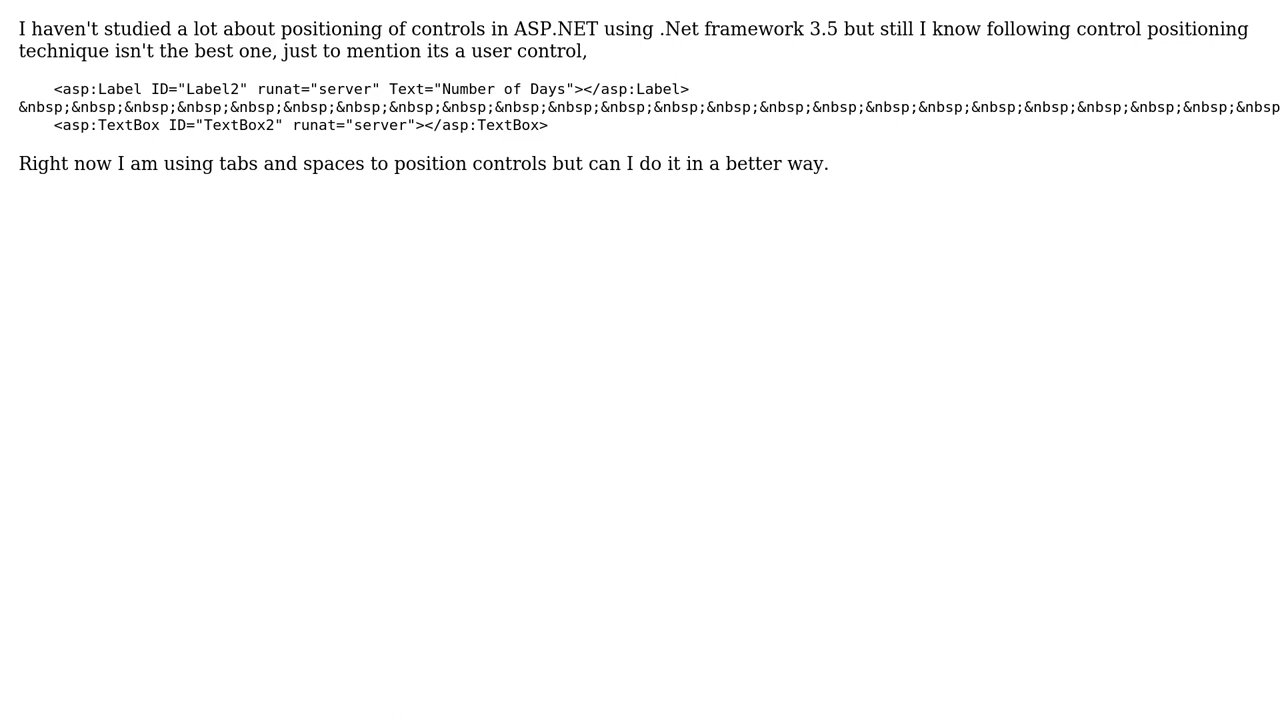 I haven't studied a lot about positioning of controls in ASP.NET using .Net framework 3.5 but still I know following control positioning
technique isn't the best one, just to mention its a user control,
<asp:Label ID="Label2" runat="server" Text="Number of Days"></asp:Label>
&nbsp;&nbsp;&nbsp;&nbsp;&nbsp;&nbsp;&nbsp;&nbsp;&nbsp;&nbsp;&nbsp;&nbsp;&nbsp;&nbsp;&nbsp;&nbsp;&nbsp;&nbsp;&nbsp;&nbsp;&nbsp;&nbsp;&nbsp;&nbsp
<asp:TextBox ID="TextBox2" runat="server"></asp:TextBox>
Right now I am using tabs and spaces to position controls but can I do it in a better way.